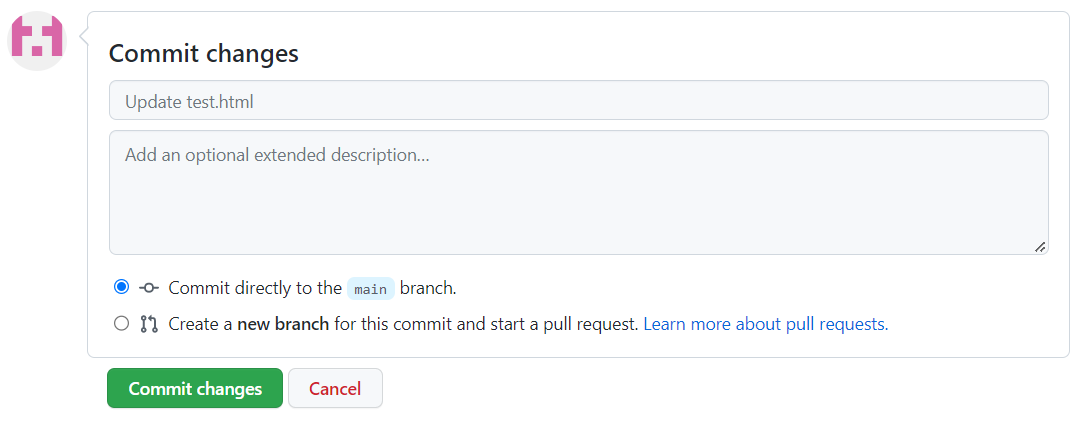 Commit changes
Update test.html
Add an optional extended description...
Commit directly to the main branch.
Create a new branch for this commit and start a pull request. Learn more about pull requests.
Commit changes Cancel